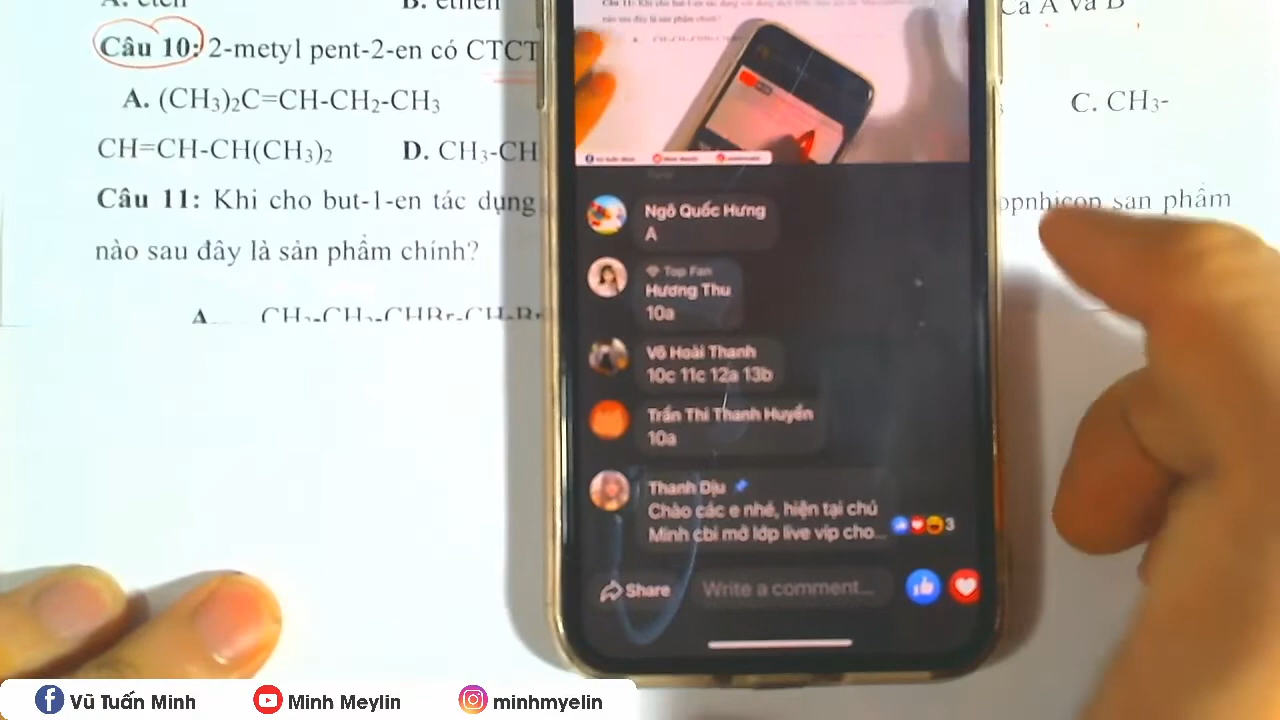 B. ethen
Cả A và B
Câu 10: 2-metyl pent-2-en có CTCT
A. (CH₃)₂C=CH-CH₂-CH₃
C. CH₃-
CH=CH-CH(CH₃)₂
D. CH₃-CH
Câu 11: Khi cho but-1-en tác dụng
sản phẩm
nào sau đây là sản phẩm chính?
A
Ngô Quốc Hưng
A
Top Fan
Hương Thu
10a
Võ Hoài Thanh
10c 11c 12a 13b
Trần Thi Thanh Huyền
10a
Thanh Dịu
Chào các e nhé, hiện tại chú
Minh cbi mở lớp live vip cho...
3
Share
Write a comment...
Vũ Tuấn Minh
Minh Meylin
minhmyelin